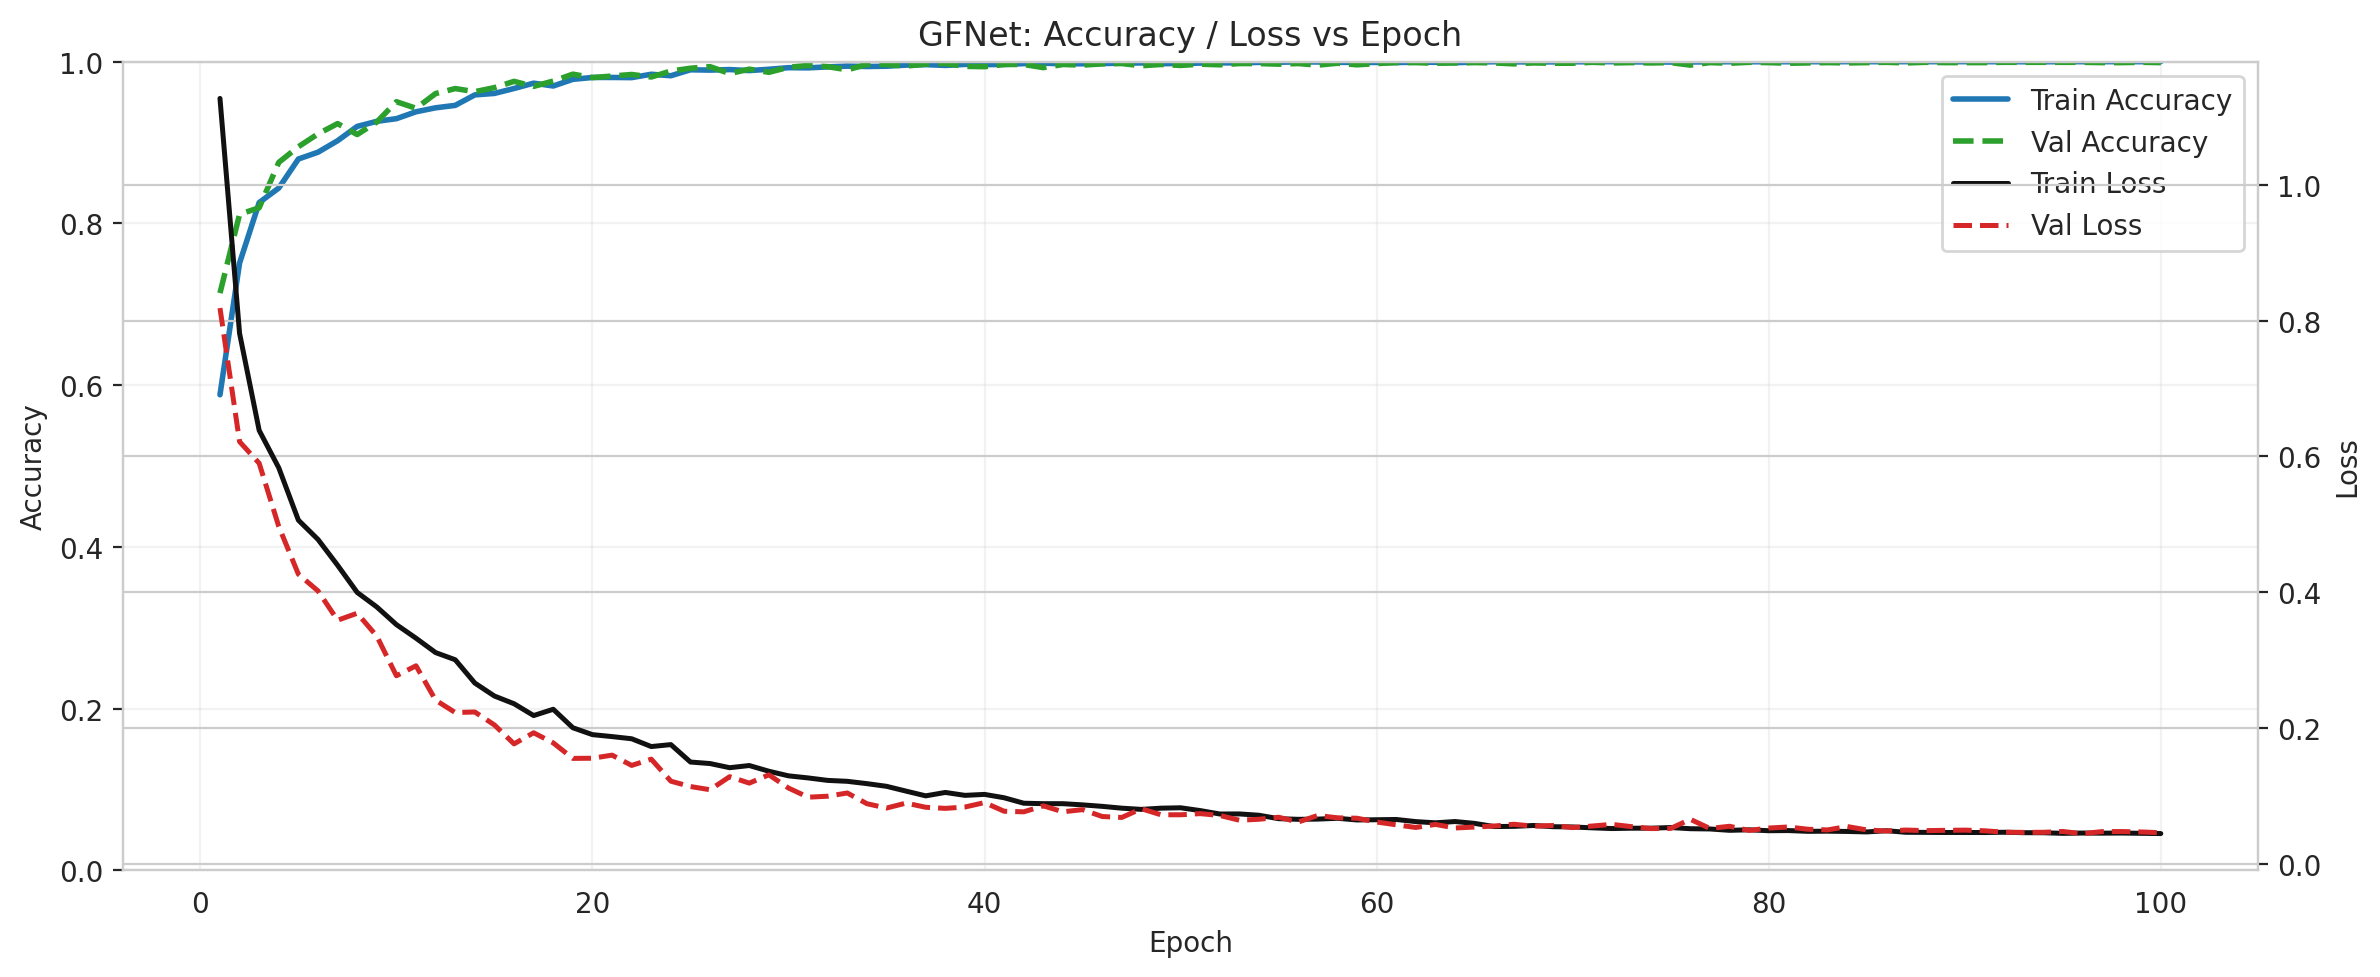 GFNet: Accuracy / Loss vs Epoch
1.0
0.8
0.6
0.4
0.2
0.0
Accuracy
Train Accuracy
Val Accuracy
Train Loss
Val Loss
1.0
0.8
0.6
0.4
0.2
0.0
Loss
0 20 40 60 80 100
Epoch